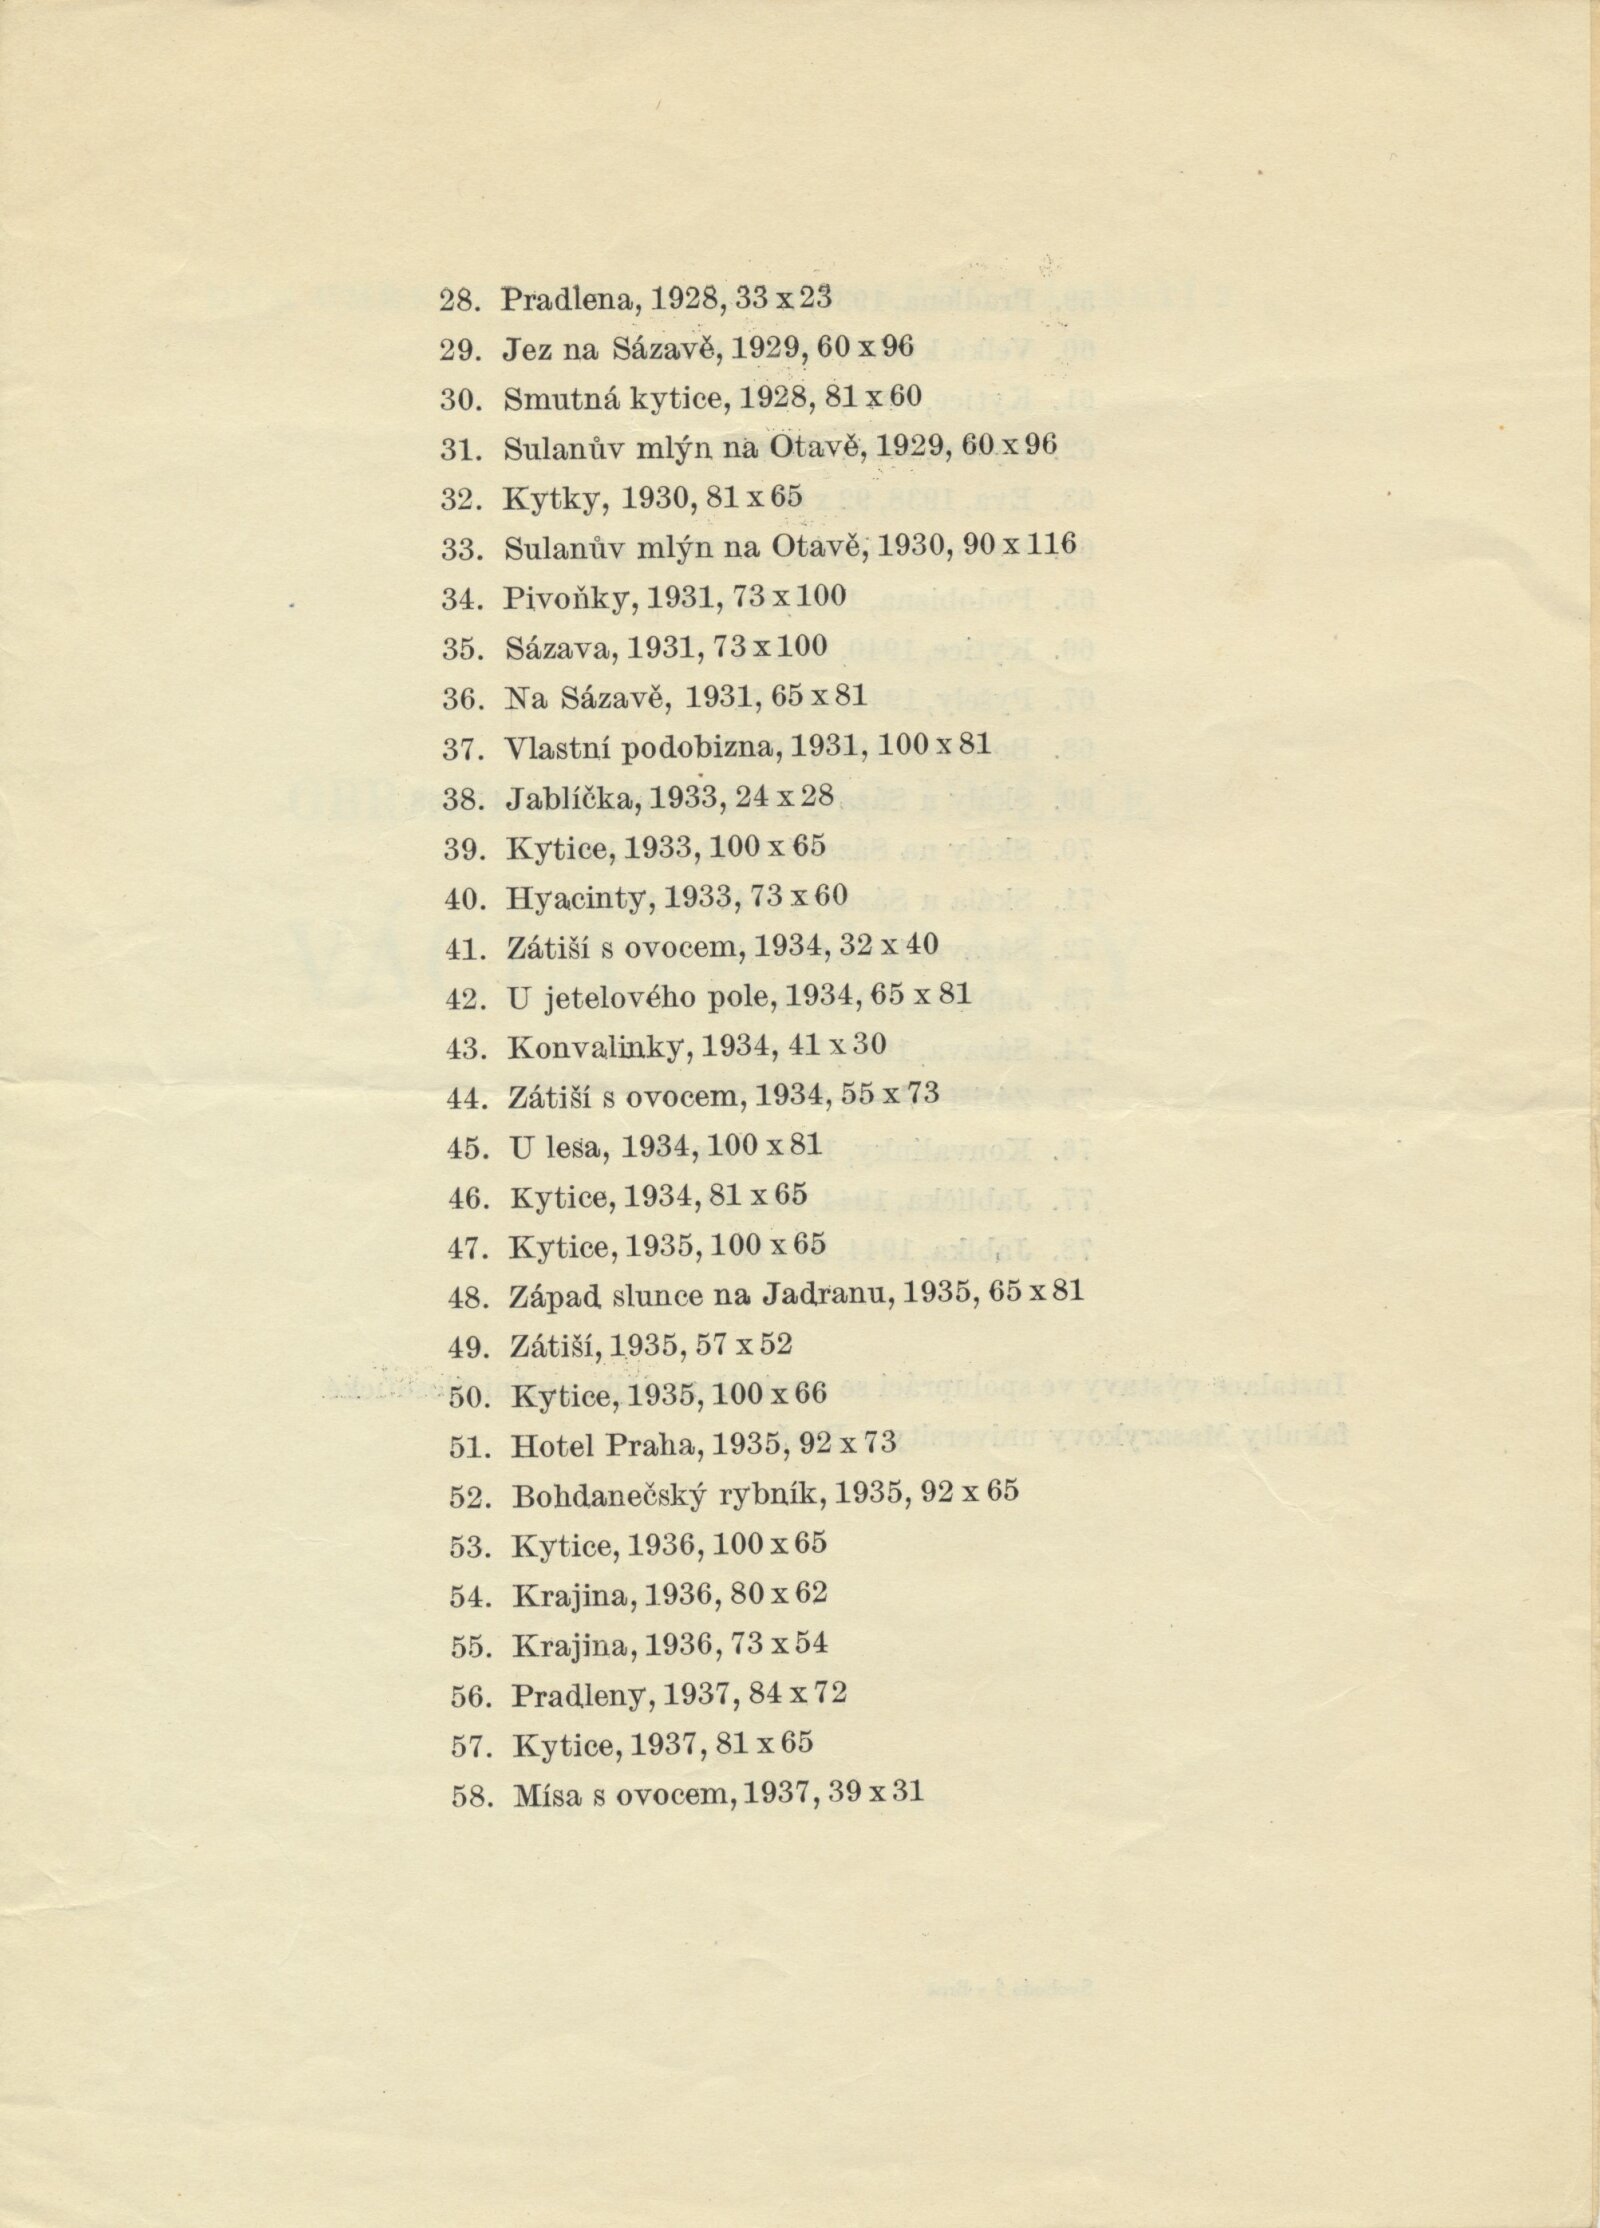 28. Pradlena, 1928, 33 x 23
29. Jez na Sázavě, 1929, 60 x 96
30. Smutná kytice, 1928, 81 x 60
31. Sulanův mlýn na Otavě, 1929, 60 x 96
32. Kytky, 1930, 81 x 65
33. Sulanův mlýn na Otavě, 1930, 90 x 116
34. Pivoňky, 1931, 73 x 100
35. Sázava, 1931, 73 x 100
36. Na Sázavě, 1931, 65 x 81
37. Vlastní podobizna, 1931, 100 x 81
38. Jablíčka, 1933, 24 x 28
39. Kytice, 1933, 100 x 65
40. Hyacinty, 1933, 73 x 60
41. Zátiší s ovocem, 1934, 32 x 40
42. U jetelového pole, 1934, 65 x 81
43. Konvalinky, 1934, 41 x 30
44. Zátiší s ovocem, 1934, 55 x 73
45. U lesa, 1934, 100 x 81
46. Kytice, 1934, 81 x 65
47. Kytice, 1935, 100 x 65
48. Západ slunce na Jadranu, 1935, 65 x 81
49. Zátiší, 1935, 57 x 52
50. Kytice, 1935, 100 x 66
51. Hotel Praha, 1935, 92 x 73
52. Bohdanečský rybník, 1935, 92 x 65
53. Kytice, 1936, 100 x 65
54. Krajina, 1936, 80 x 62
55. Krajina, 1936, 73 x 54
56. Pradleny, 1937, 84 x 72
57. Kytice, 1937, 81 x 65
58. Mísa s ovocem, 1937, 39 x 31